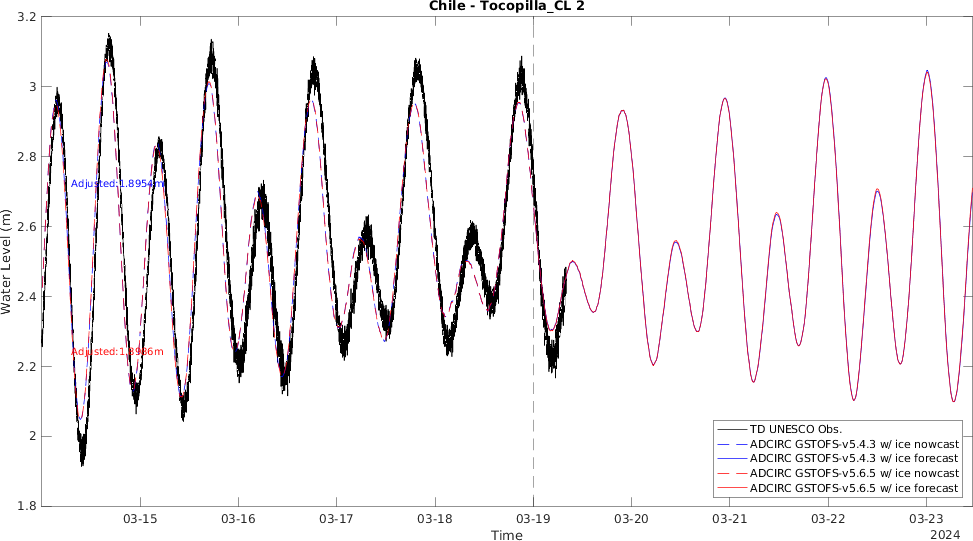 Chile - Tocopilla_CL 2
3.2
3
2.8
2.6
2.4
2.2
2
1.8
Water Level (m)
Adjusted:1.8954m
Adjusted:1.8986m
TD UNESCO Obs.
ADCIRC GSTOFS-v5.4.3 w/ ice nowcast
ADCIRC GSTOFS-v5.4.3 w/ ice forecast
ADCIRC GSTOFS-v5.6.5 w/ ice nowcast
ADCIRC GSTOFS-v5.6.5 w/ ice forecast
03-15 03-16 03-17 03-18 03-19 03-20 03-21 03-22 03-23
Time
2024